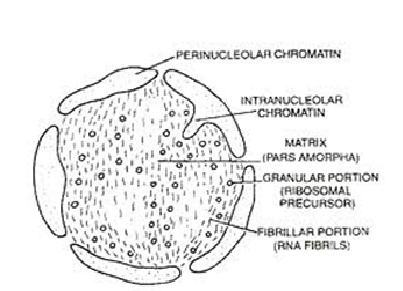 PERINUCLEOLAR CHROMATIN
INTRANUCLEOLAR
CHROMATIN
MATRIX
(PARS AMORPHA)
GRANULAR PORTION
(RIBOSOMAL
PRECURSOR)
FIBRILLAR PORTION
(RNA FIBRILS)